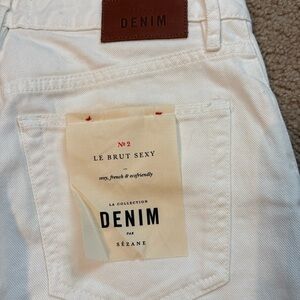 DENIM
Nº2
LE BRUT SEXY
sexy, french & ecofriendly
LA COLLECTION
DENIM
PAR
SÉZANE